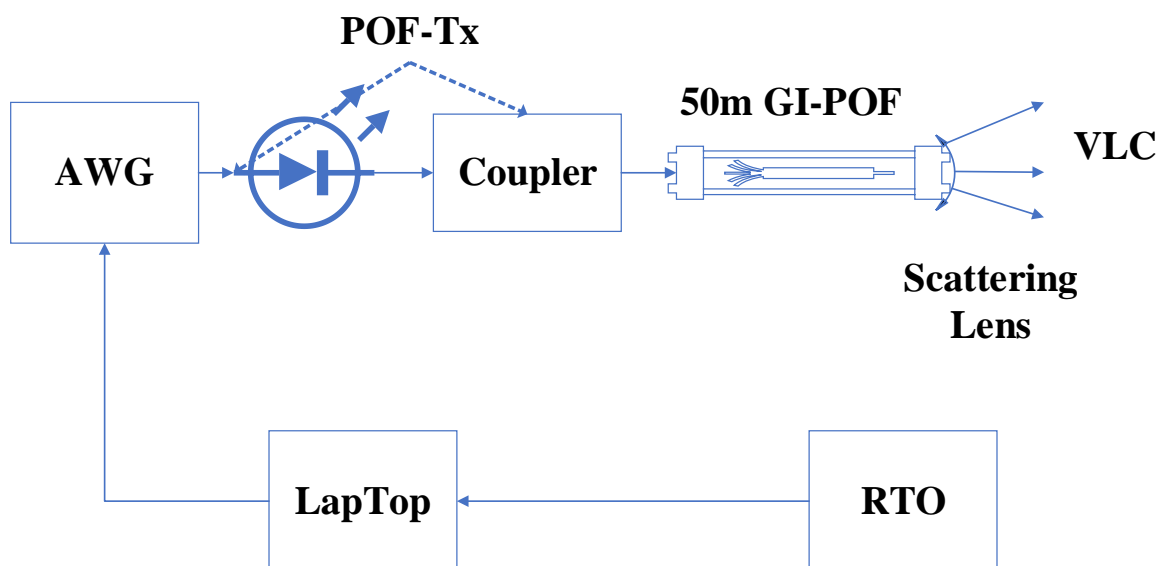 POF-Tx
50m GI-POF
VLC
AWG
Coupler
Scattering
Lens
LapTop
RTO